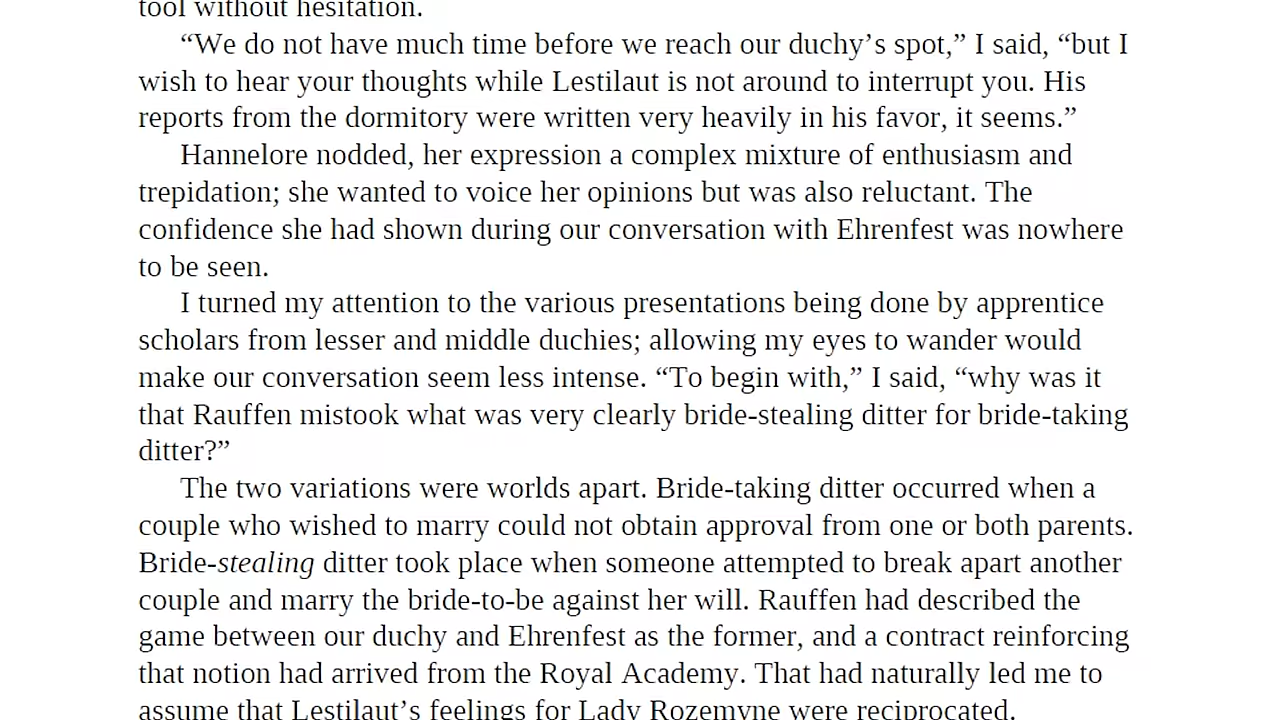 tool without hesitation.
“We do not have much time before we reach our duchy’s spot,” I said, “but I
wish to hear your thoughts while Lestilaut is not around to interrupt you. His
reports from the dormitory were written very heavily in his favor, it seems.”
Hannelore nodded, her expression a complex mixture of enthusiasm and
trepidation; she wanted to voice her opinions but was also reluctant. The
confidence she had shown during our conversation with Ehrenfest was nowhere
to be seen.
I turned my attention to the various presentations being done by apprentice
scholars from lesser and middle duchies; allowing my eyes to wander would
make our conversation seem less intense. “To begin with,” I said, “why was it
that Rauffen mistook what was very clearly bride-stealing ditter for bride-taking
ditter?”
The two variations were worlds apart. Bride-taking ditter occurred when a
couple who wished to marry could not obtain approval from one or both parents.
Bride-stealing ditter took place when someone attempted to break apart another
couple and marry the bride-to-be against her will. Rauffen had described the
game between our duchy and Ehrenfest as the former, and a contract reinforcing
that notion had arrived from the Royal Academy. That had naturally led me to
assume that Lestilaut’s feelings for Lady Rozemyne were reciprocated.